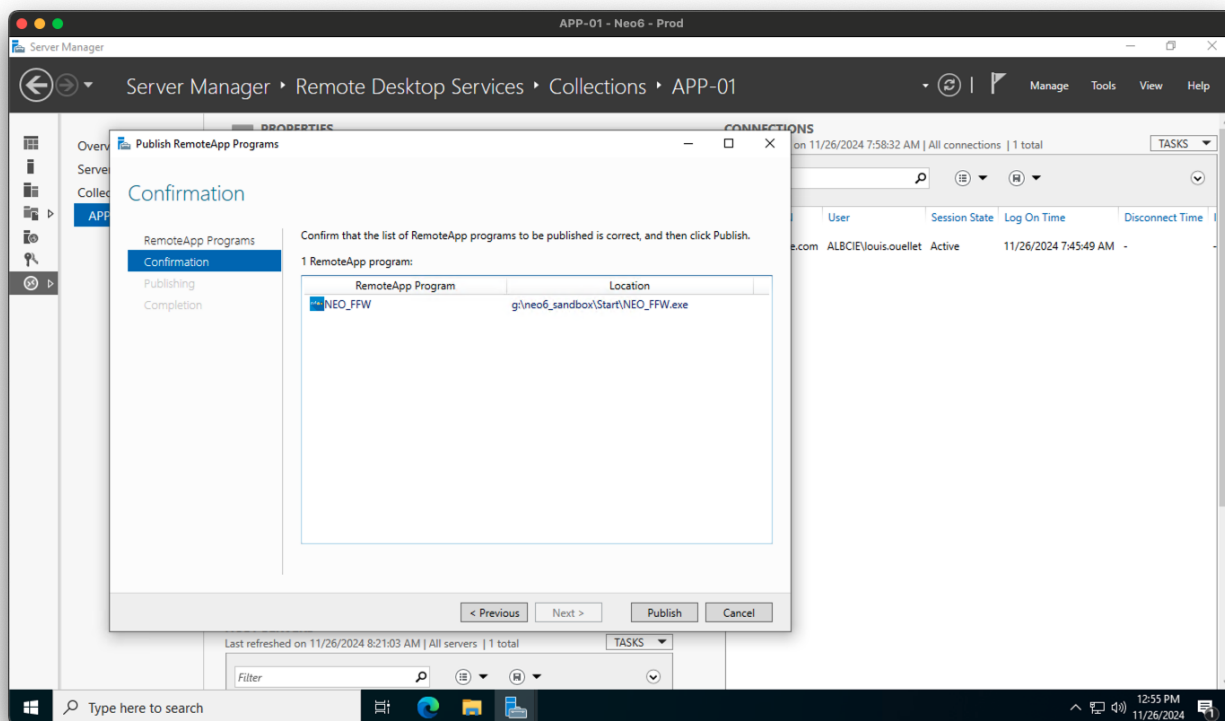 APP-01 - Neo6 - Prod
Server Manager
Server Manager Remote Desktop Services Collections APP-01
Manage Tools View Help
PROPERTIES
CONNECTIONS
on 11/26/2024 7:58:32 AM | All connections | 1 total
TASKS
Overv
Server
Collec
APP
Publish RemoteApp Programs
Confirmation
RemoteApp Programs
Confirmation
Publishing
Completion
Confirm that the list of RemoteApp programs to be published is correct, and then click Publish.
1 RemoteApp program:
RemoteApp Program Location
NEO_FFW g:\neo6_sandbox\Start\NEO_FFW.exe
< Previous Next > Publish Cancel
User Session State Log On Time Disconnect Time
e.com ALBCIE\louis.ouellet Active 11/26/2024 7:45:49 AM - -
Last refreshed on 11/26/2024 8:21:03 AM | All servers | 1 total
TASKS
Filter
Type here to search
12:55 PM
11/26/2024
1